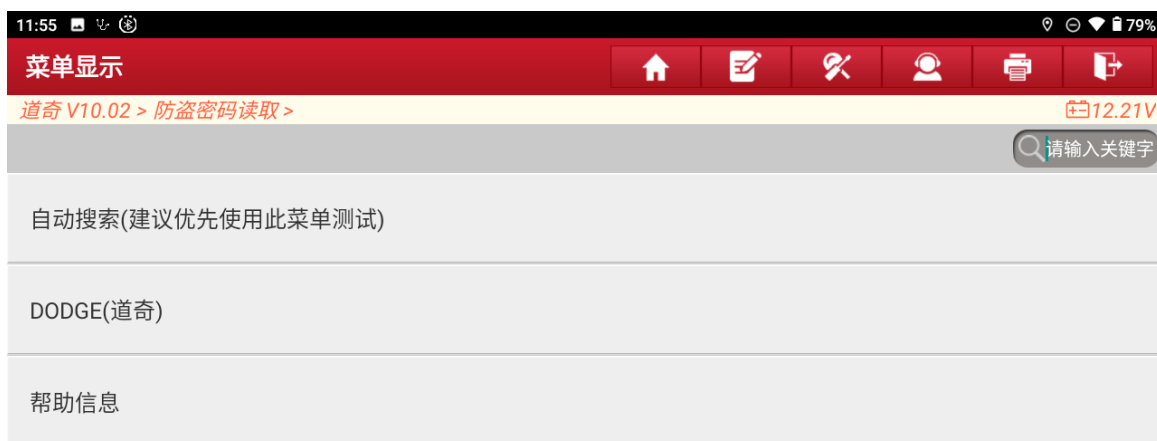 11:55 79%
菜单显示
道奇 V10.02 > 防盗密码读取 > 12.21V
请输入关键字
自动搜索(建议优先使用此菜单测试)
DODGE(道奇)
帮助信息